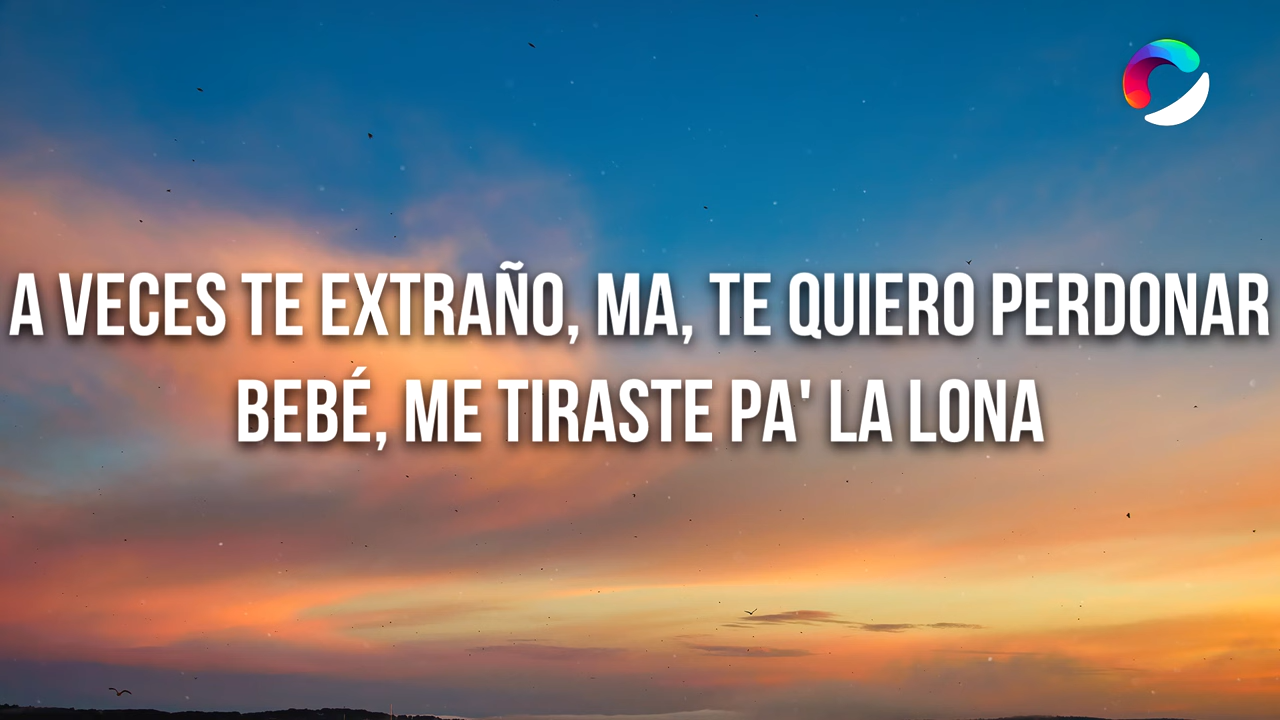 A VECES TE EXTRAÑO, MA, TE QUIERO PERDONAR
BEBÉ, ME TIRASTE PA' LA LONA